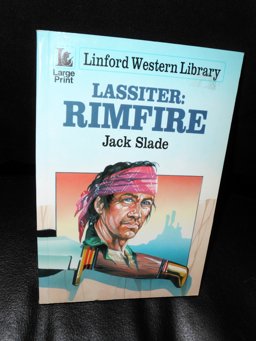 Linford Western Library
Large
Print
LASSITER:
RIMFIRE
Jack Slade